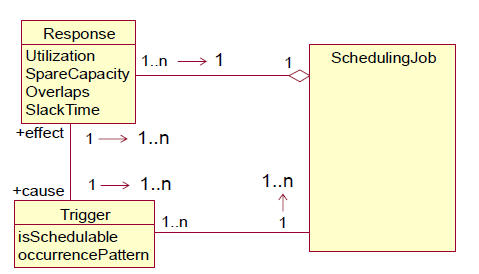 Response
Utilization
SpareCapacity
Overlaps
SlackTime
1..n → 1
1
SchedulingJob
+effect
1 → 1..n
+cause
1 → 1..n
1..n
↑
1
Trigger
isSchedulable
occurrencePattern
1..n